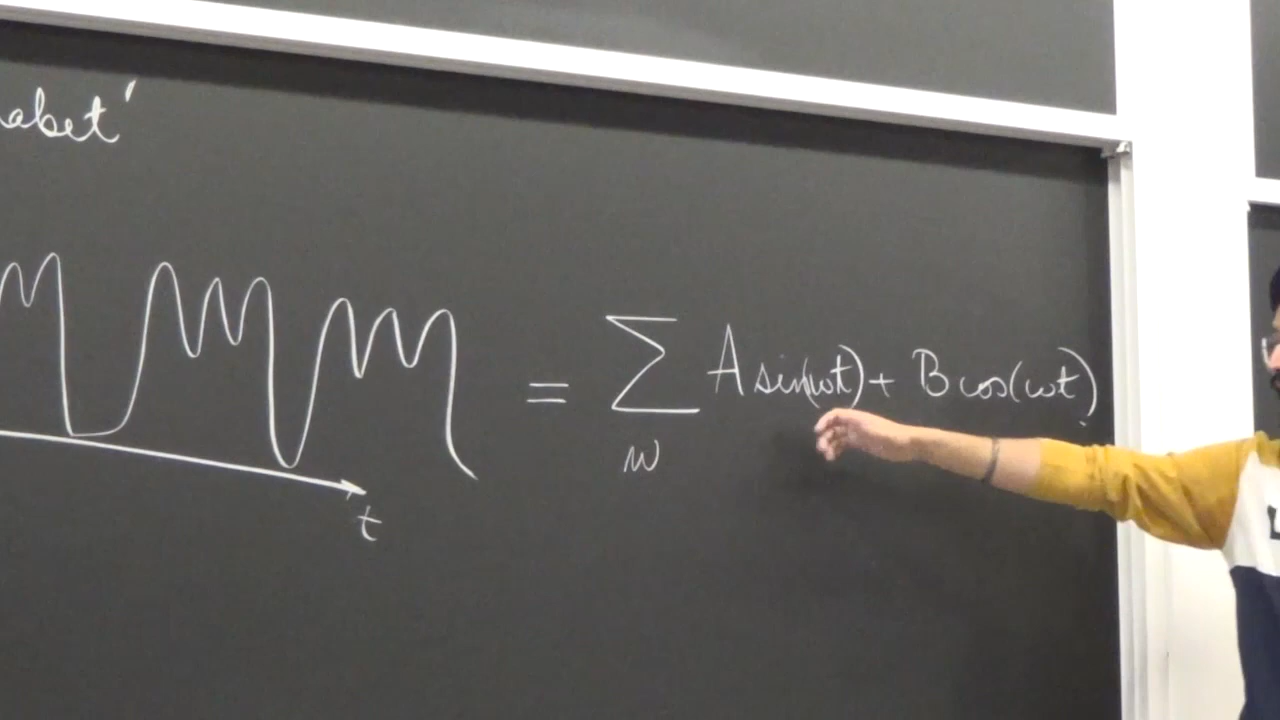 abet'
= Σ A sin(ωt) + B cos(ωt)
ω
t